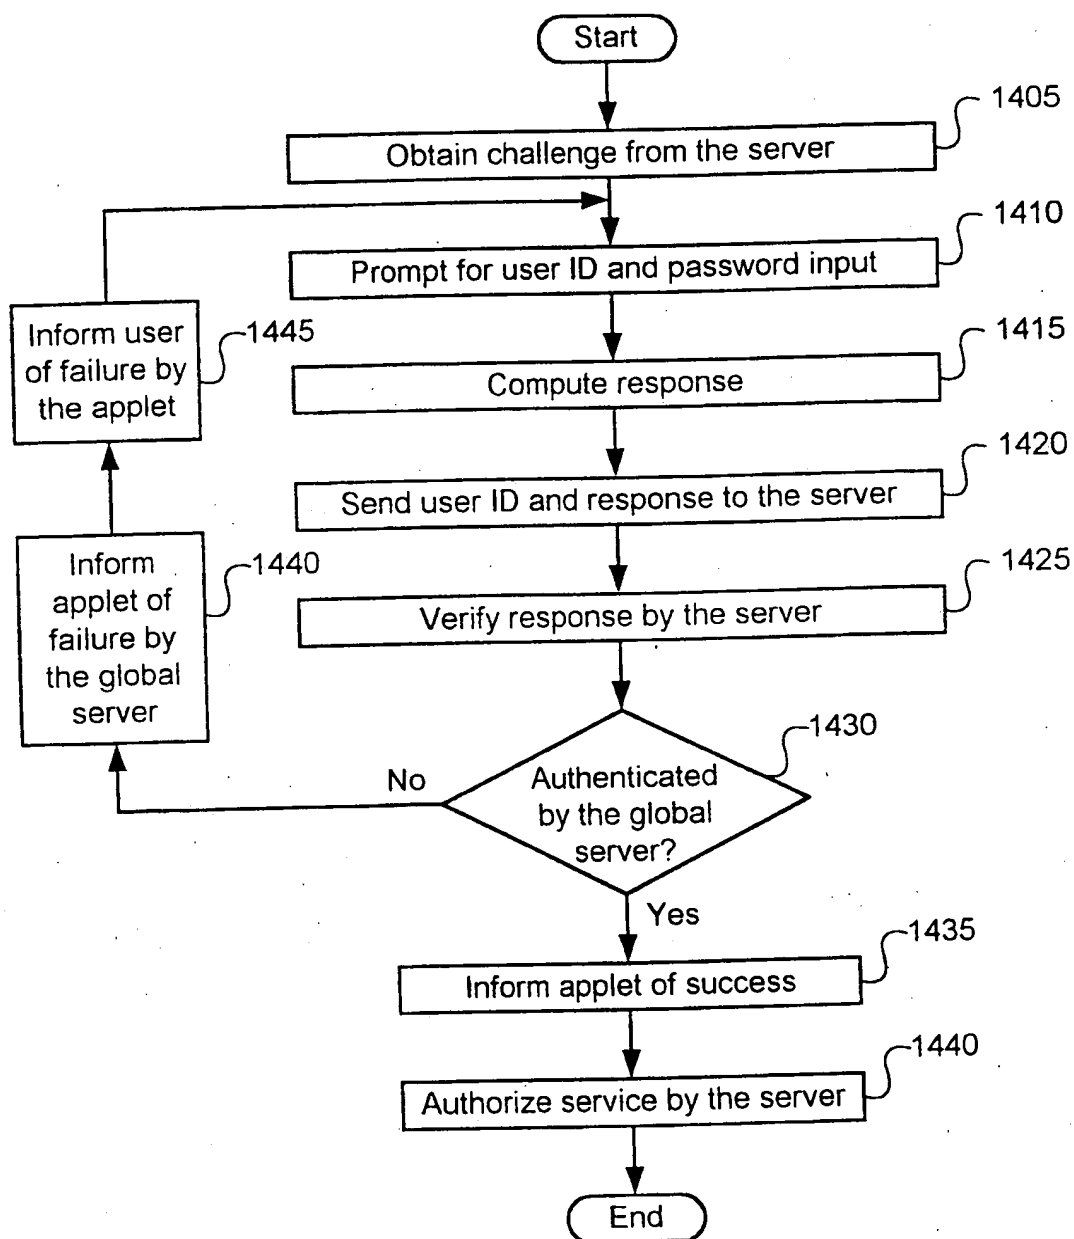 Start
1405
Obtain challenge from the server
1410
Prompt for user ID and password input
1415
Compute response
1420
Send user ID and response to the server
1425
Verify response by the server
1430
Authenticated
by the global
server?
No
Yes
1440
Inform
applet of
failure by
the global
server
1445
Inform user
of failure by
the applet
1435
Inform applet of success
1440
Authorize service by the server
End